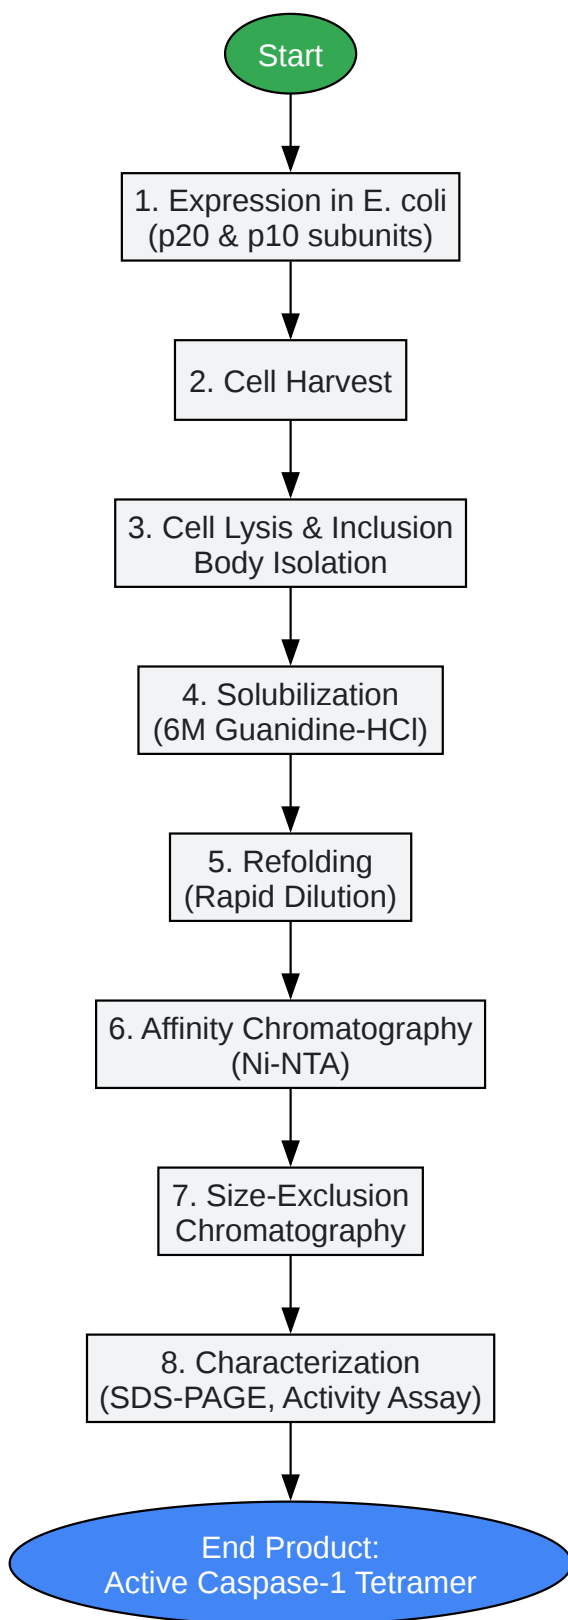 Start
1. Expression in E. coli
(p20 & p10 subunits)
2. Cell Harvest
3. Cell Lysis & Inclusion
Body Isolation
4. Solubilization
(6M Guanidine-HCl)
5. Refolding
(Rapid Dilution)
6. Affinity Chromatography
(Ni-NTA)
7. Size-Exclusion
Chromatography
8. Characterization
(SDS-PAGE, Activity Assay)
End Product:
Active Caspase-1 Tetramer